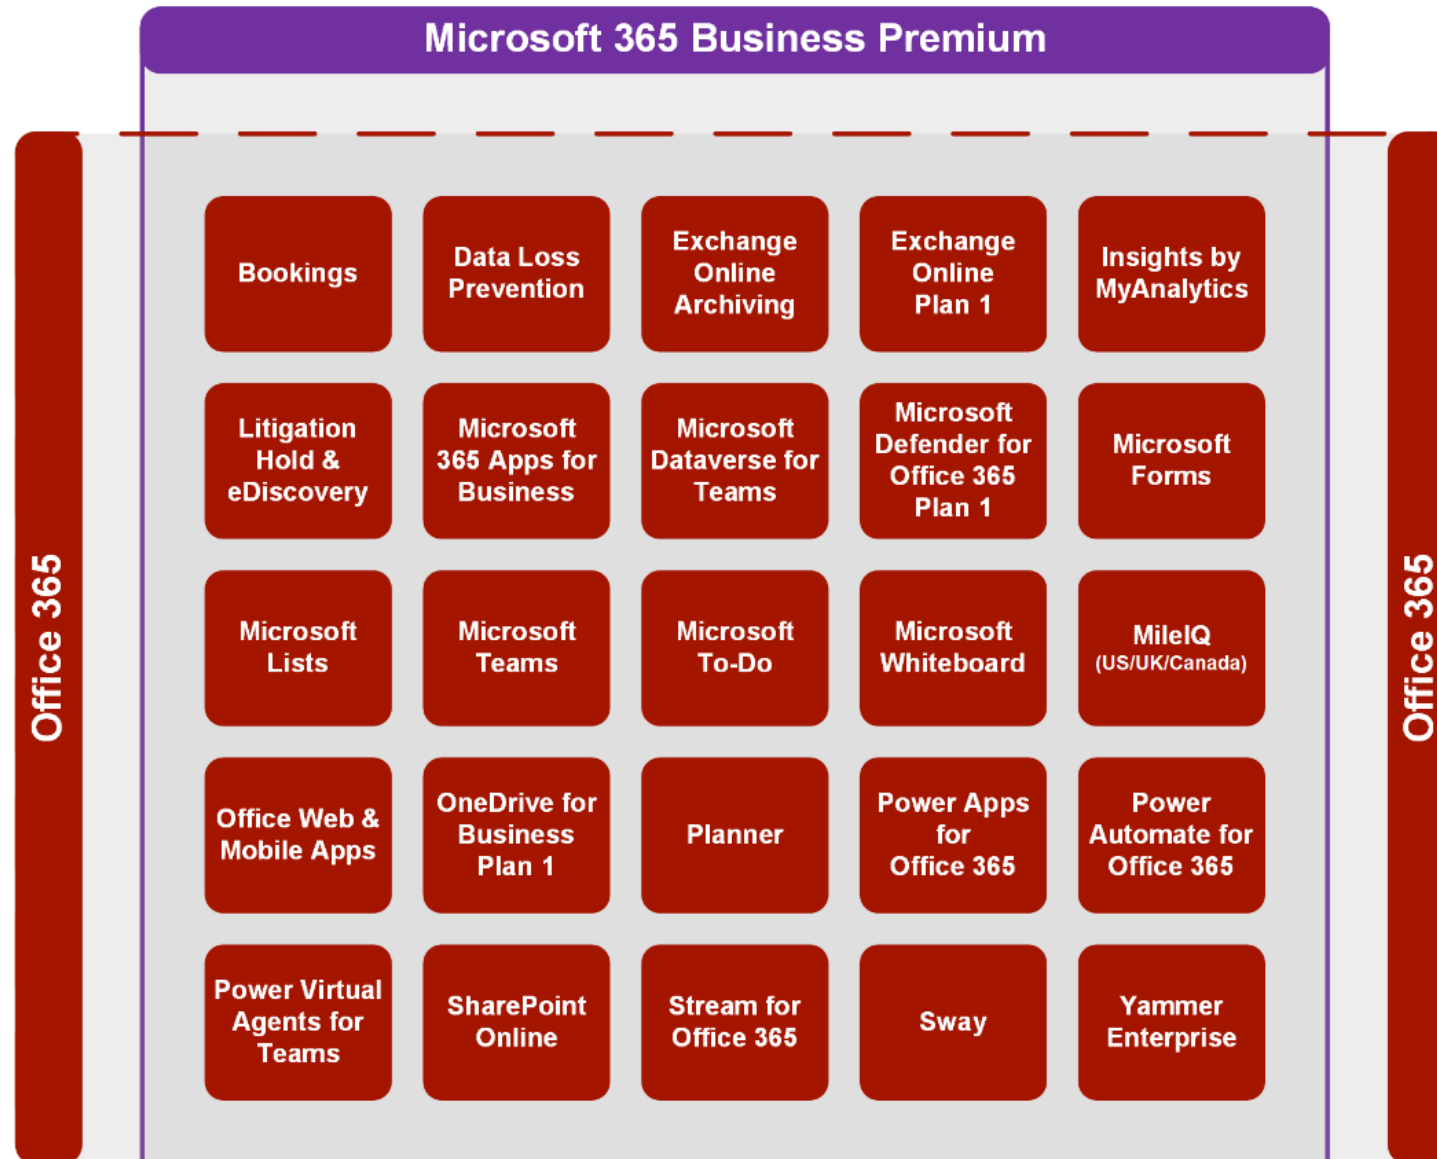 Microsoft 365 Business Premium
Office 365
Office 365
Bookings
Data Loss
Prevention
Exchange
Online
Archiving
Exchange
Online
Plan 1
Insights by
MyAnalytics
Litigation
Hold &
eDiscovery
Microsoft
365 Apps for
Business
Microsoft
Dataverse for
Teams
Microsoft
Defender for
Office 365
Plan 1
Microsoft
Forms
Microsoft
Lists
Microsoft
Teams
Microsoft
To-Do
Microsoft
Whiteboard
MileIQ
(US/UK/Canada)
Office Web &
Mobile Apps
OneDrive for
Business
Plan 1
Planner
Power Apps
for
Office 365
Power
Automate for
Office 365
Power Virtual
Agents for
Teams
SharePoint
Online
Stream for
Office 365
Sway
Yammer
Enterprise